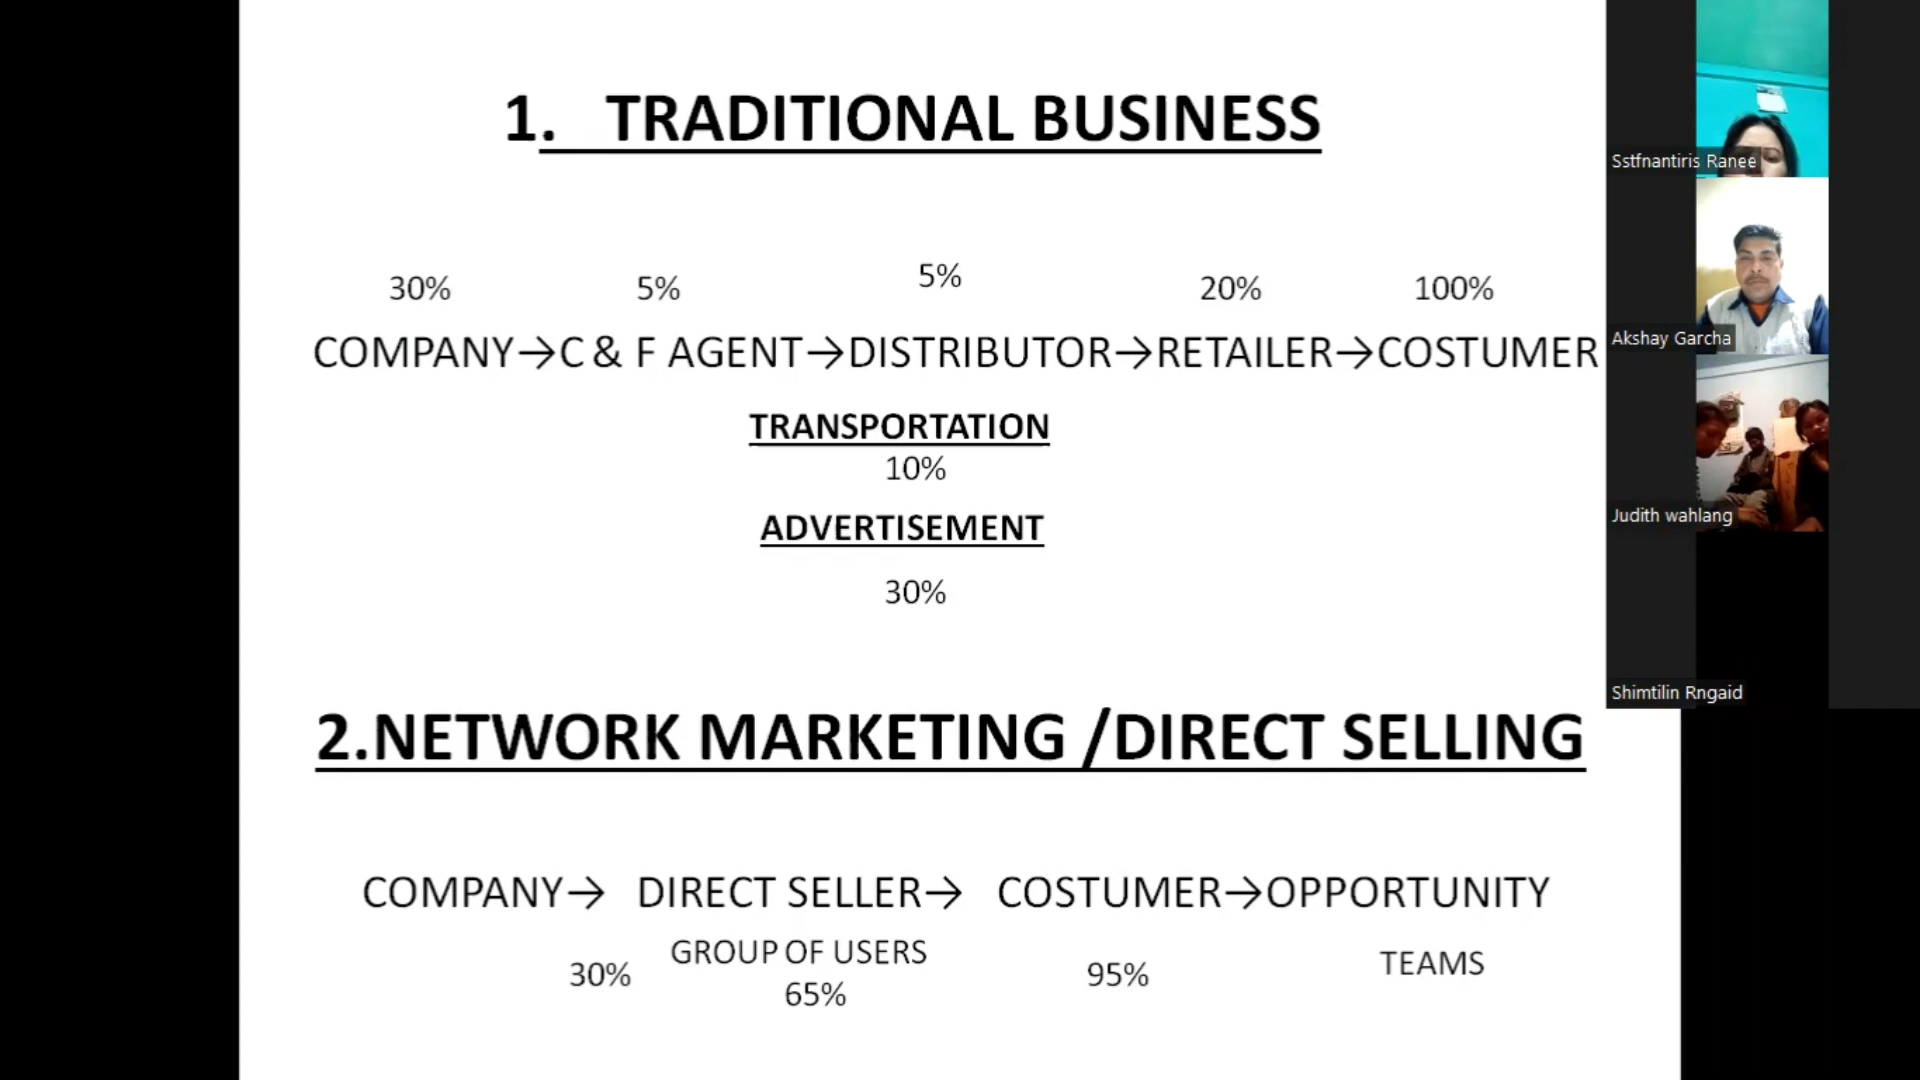 1. TRADITIONAL BUSINESS
30% 5% 5% 20% 100%
COMPANY→C & F AGENT→DISTRIBUTOR→RETAILER→COSTUMER
TRANSPORTATION
10%
ADVERTISEMENT
30%
2.NETWORK MARKETING /DIRECT SELLING
COMPANY→ DIRECT SELLER→ COSTUMER→OPPORTUNITY
GROUP OF USERS
30% 65% 95% TEAMS
Sstfnantiris Ranee
Akshay Garcha
Judith wahlang
Shimtilin Rngaid